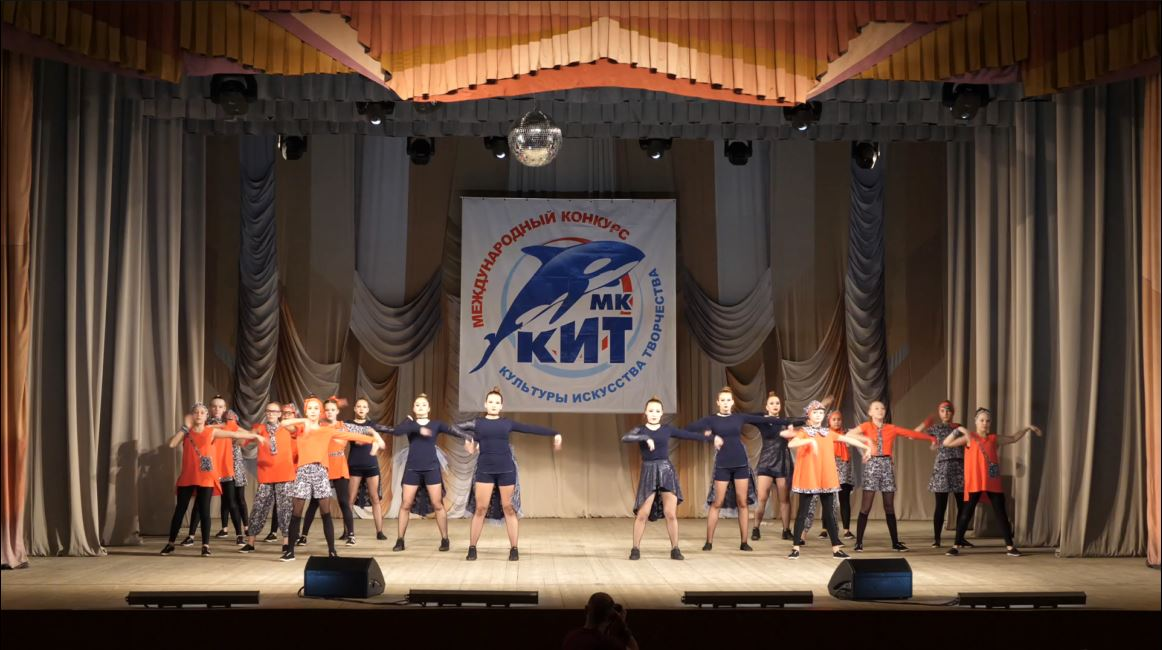 МЕЖДУНАРОДНЫЙ КОНКУРС
МК
КИТ
КУЛЬТУРЫ ИСКУССТВА ТВОРЧЕСТВА